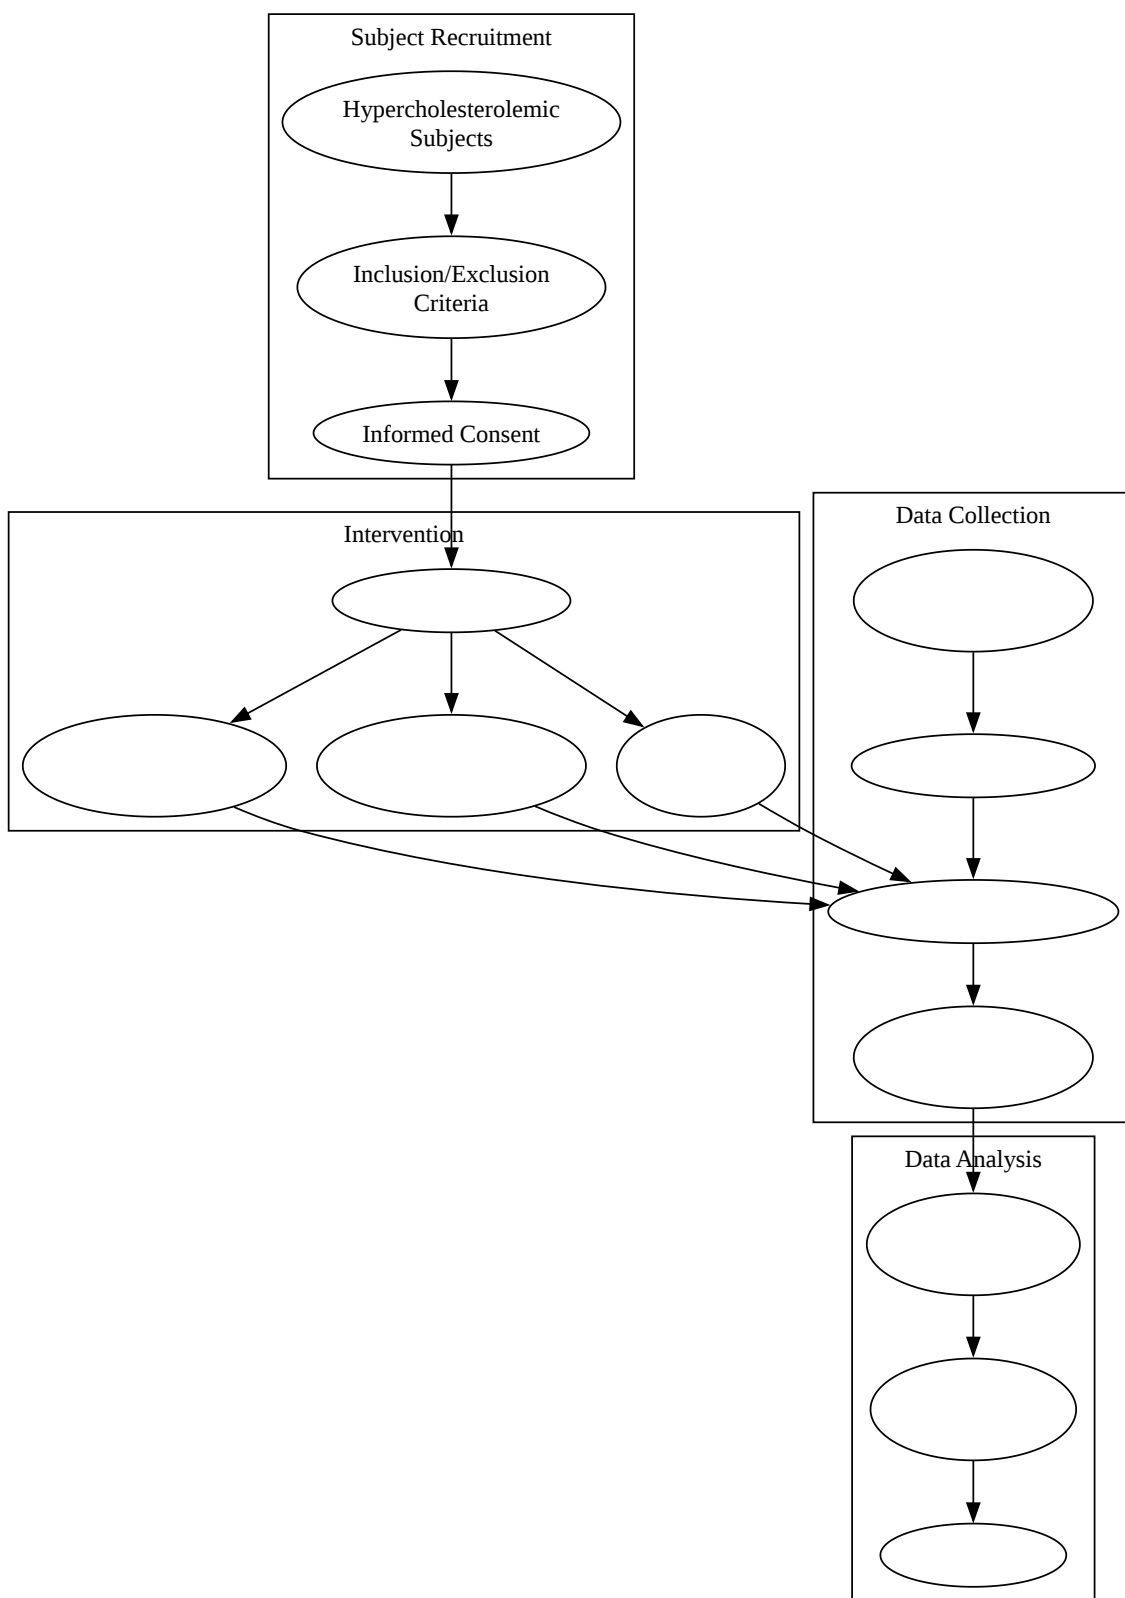 Subject Recruitment
Hypercholesterolemic
Subjects
Inclusion/Exclusion
Criteria
Informed Consent
Intervention
Data Collection
Data Analysis